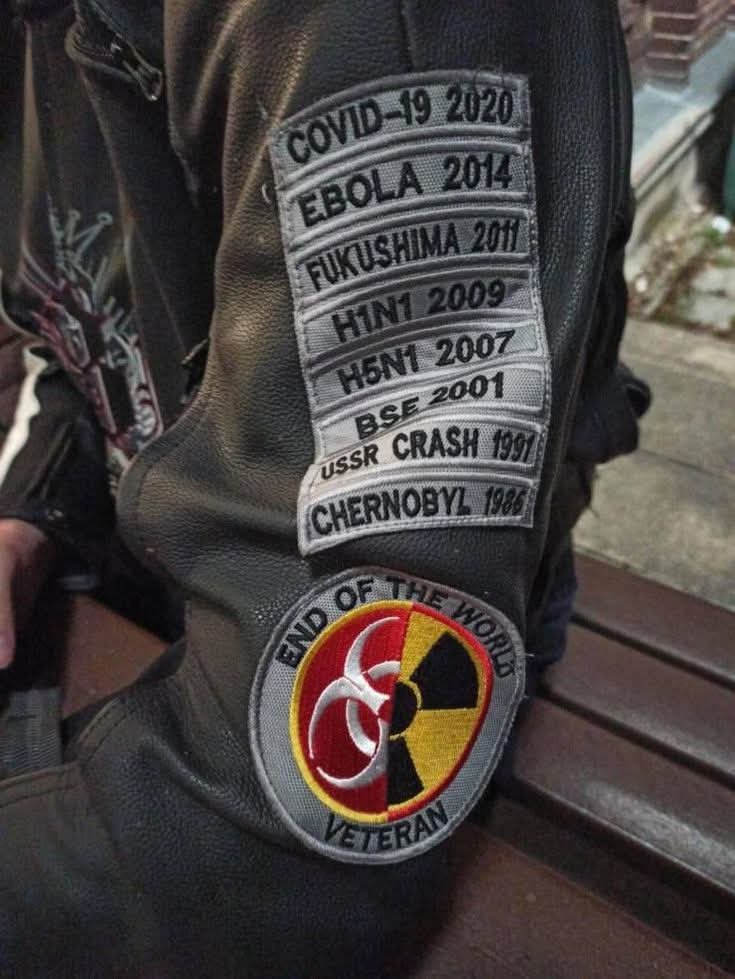 COVID-19 2020
EBOLA 2014
FUKUSHIMA 2011
H1N1 2009
H5N1 2007
BSE 2001
USSR CRASH 1991
CHERNOBYL 1986
END OF THE WORLD
VETERAN